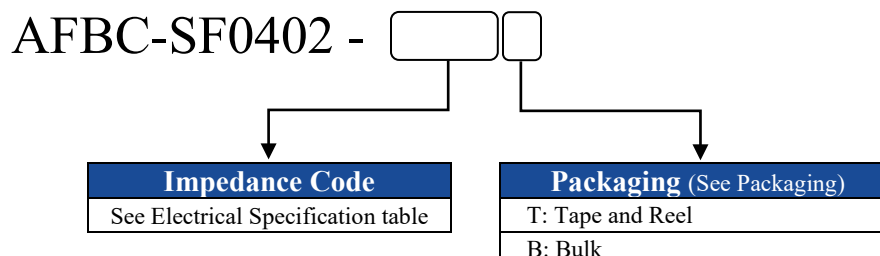 AFBC-SF0402 -
Impedance Code
See Electrical Specification table
Packaging (See Packaging)
T: Tape and Reel
B: Bulk